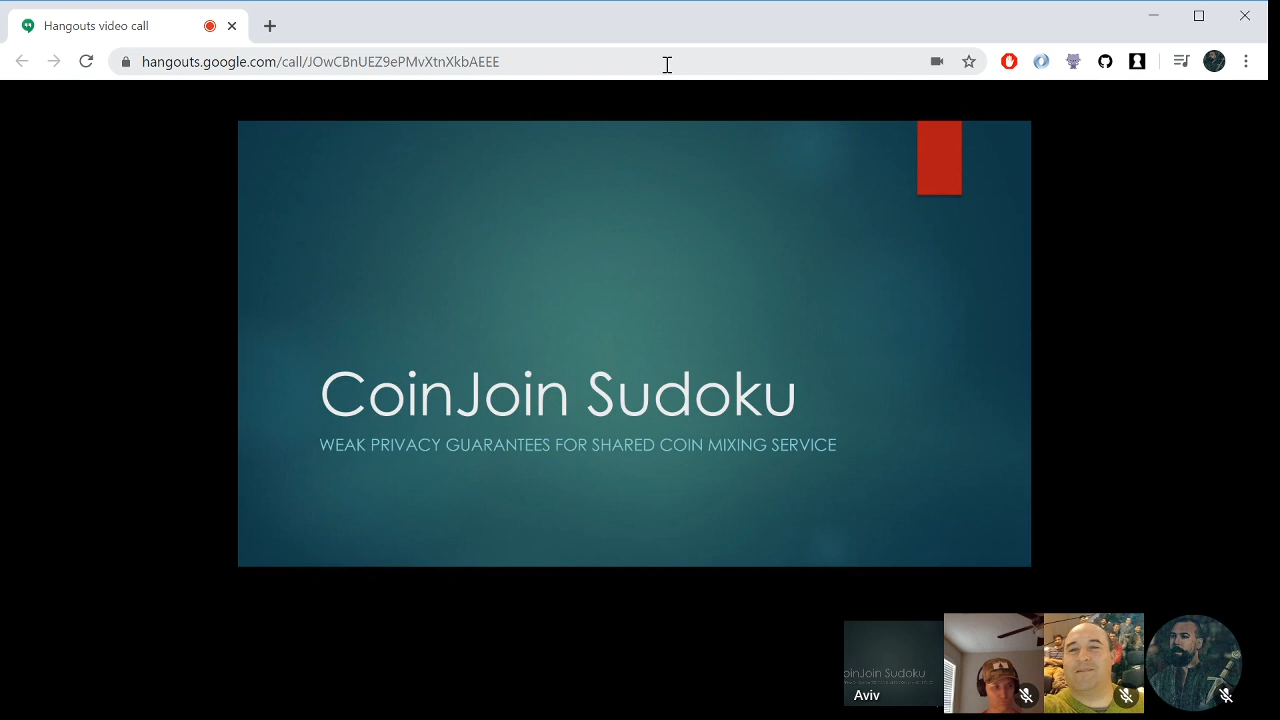 Hangouts video call
hangouts.google.com/call/JOwCBnUEZ9ePMvXtnXkbAEEE
CoinJoin Sudoku
WEAK PRIVACY GUARANTEES FOR SHARED COIN MIXING SERVICE
oinJoin Sudoku
Aviv